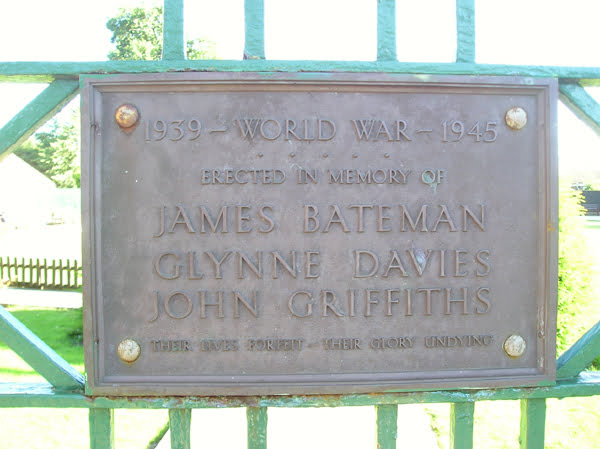 1939 – WORLD WAR – 1945
ERECTED IN MEMORY OF
JAMES BATEMAN
GLYNNE DAVIES
JOHN GRIFFITHS
THEIR LIVES FORFEIT – THEIR GLORY UNDYING